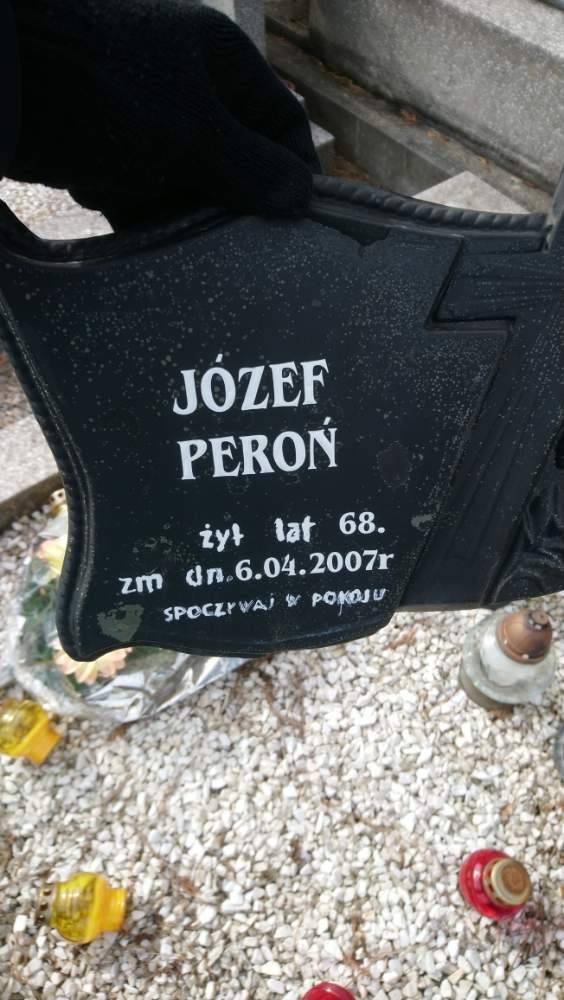 JÓZEF
PEROŃ
żył lat 68.
zm dn.6.04.2007r
SPOCZYWAJ W POKOJU